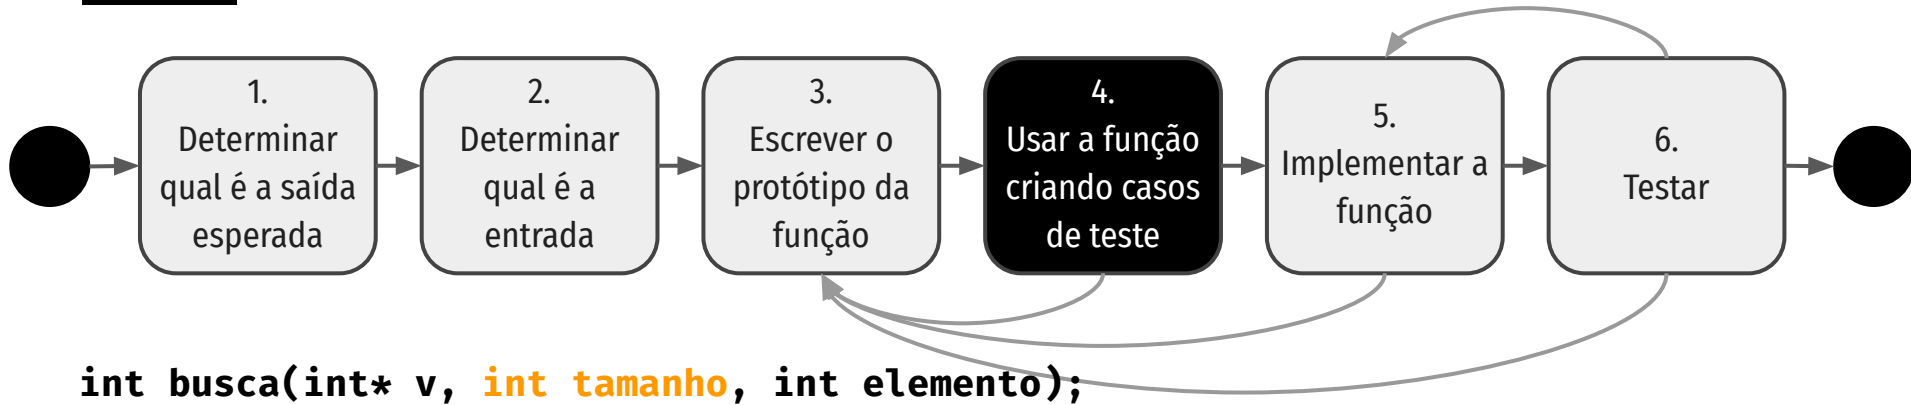 1.
Determinar
qual é a saída
esperada
2.
Determinar
qual é a
entrada
3.
Escrever o
protótipo da
função
4.
Usar a função
criando casos
de teste
5.
Implementar a
função
6.
Testar
int busca(int* v, int tamanho, int elemento);